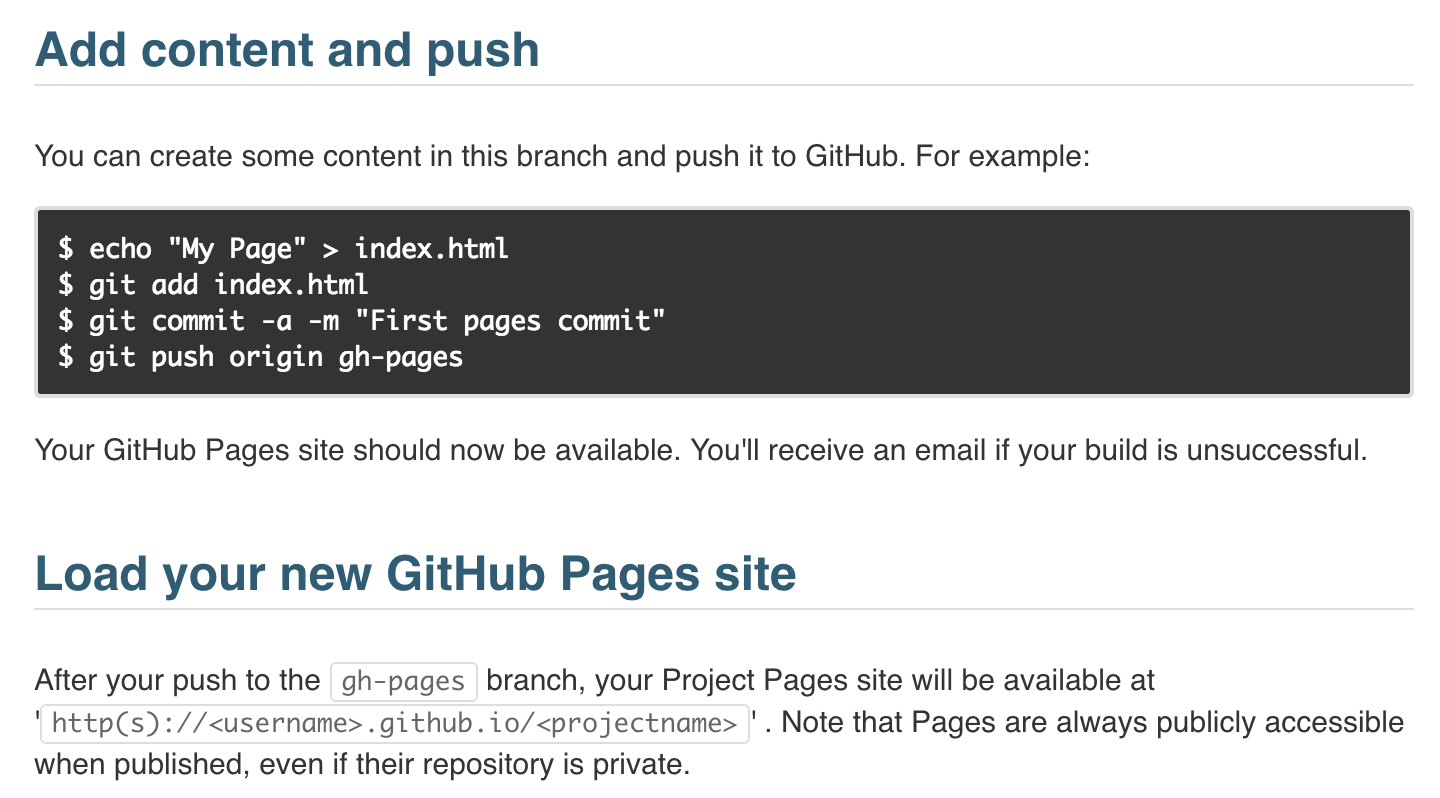 Add content and push
You can create some content in this branch and push it to GitHub. For example:
$ echo "My Page" > index.html
$ git add index.html
$ git commit -a -m "First pages commit"
$ git push origin gh-pages
Your GitHub Pages site should now be available. You'll receive an email if your build is unsuccessful.
Load your new GitHub Pages site
After your push to the gh-pages branch, your Project Pages site will be available at
'http(s)://<username>.github.io/<projectname>' . Note that Pages are always publicly accessible
when published, even if their repository is private.